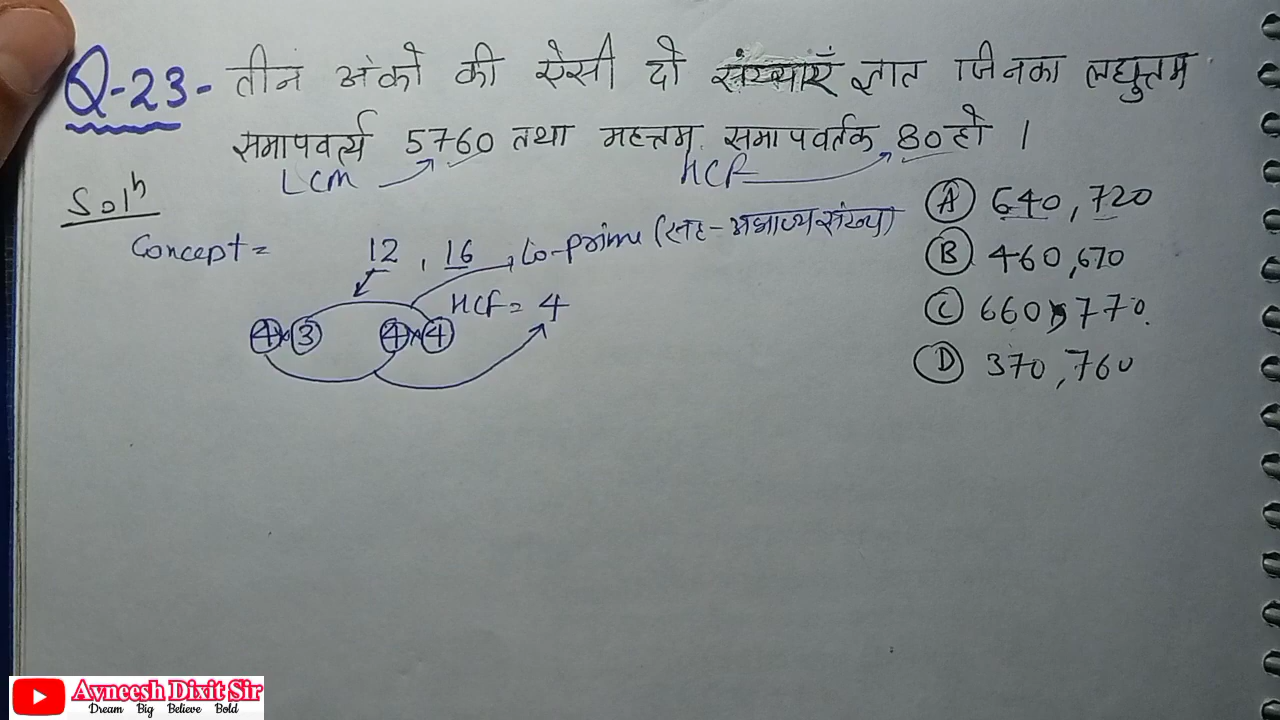 Q-23- तीन अंको की ऐसी दो संख्याएँ ज्ञात जिनका लघुत्तम
समापवर्त्य 5760 तथा महत्तम समापवर्तक 80 हो ।
LCM HCF
Solⁿ
(A) 640, 720
Concept = 12, 16, Co-prime (सह-अभाज्य संख्या)
(B) 460, 670
HCF = 4
4×3 4×4
(C) 660, 770.
(D) 370, 760
Avneesh Dixit Sir
Dream Big Believe Bold